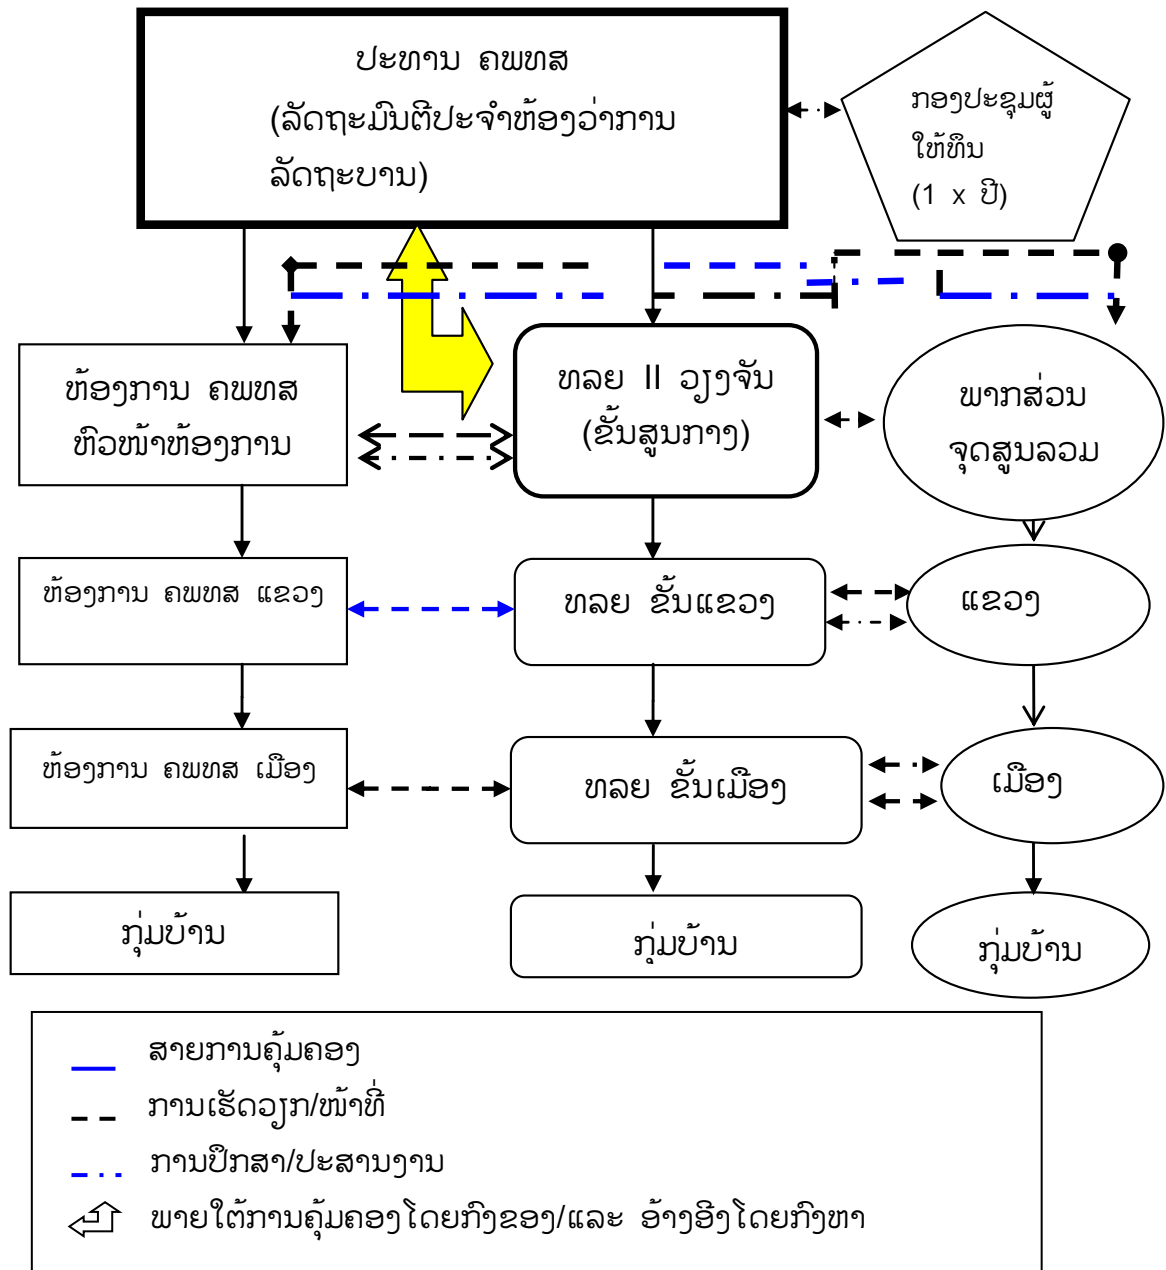 ປະທານ ຄພທສ
(ລັດຖະມົນຕີປະຈຳຫ້ອງວ່າການ
ລັດຖະບານ)
ກອງປະຊຸມຜູ້
ໃຫ້ທຶນ
(1 x ປີ)
ຫ້ອງການ ຄພທສ
ຫົວໜ້າຫ້ອງການ
ທລຍ II ວຽງຈັນ
(ຂັ້ນສູນກາງ)
ພາກສ່ວນ
ຈຸດສູນລວມ
ຫ້ອງການ ຄພທສ ແຂວງ
ທລຍ ຂັ້ນແຂວງ
ແຂວງ
ຫ້ອງການ ຄພທສ ເມືອງ
ທລຍ ຂັ້ນເມືອງ
ເມືອງ
ກຸ່ມບ້ານ
ກຸ່ມບ້ານ
ກຸ່ມບ້ານ
ສາຍການຄຸ້ມຄອງ
ການເຮັດວຽກ/ໜ້າທີ່
ການປຶກສາ/ປະສານງານ
ພາຍໃຕ້ການຄຸ້ມຄອງໂດຍກົງຂອງ/ແລະ ອ້າງອີງໂດຍກົງຫາ